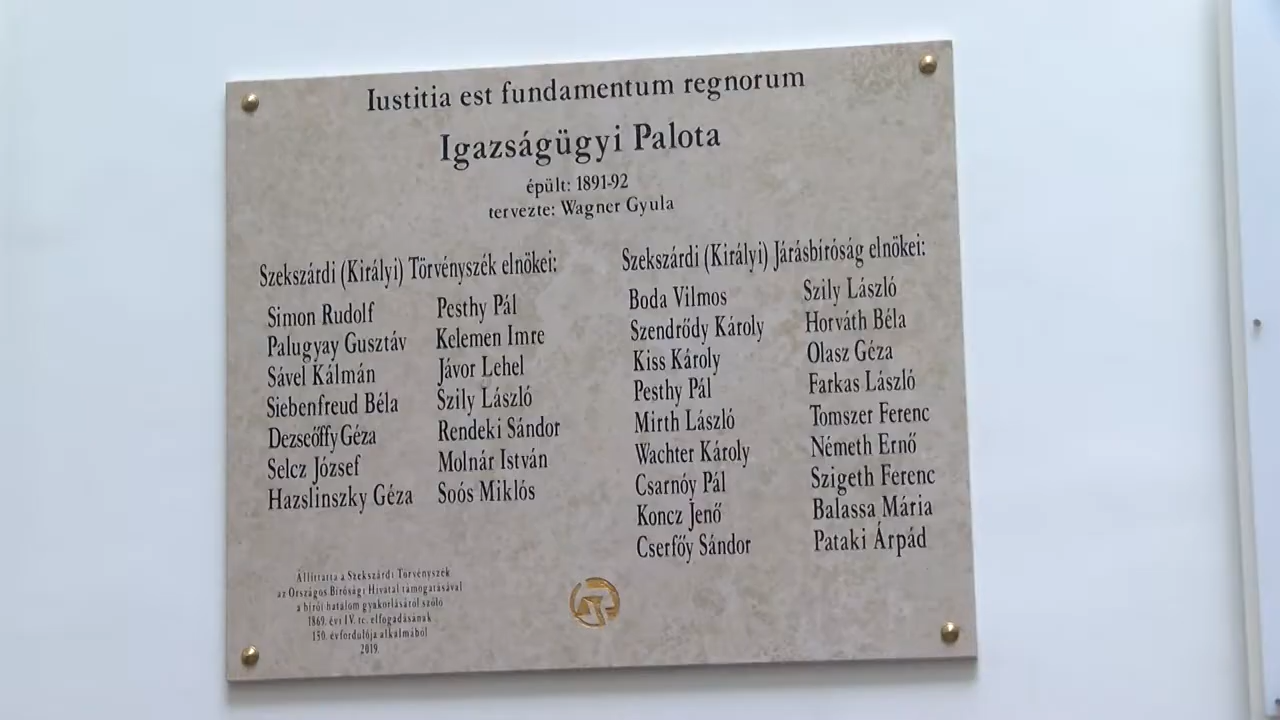 Iustitia est fundamentum regnorum
Igazságügyi Palota
épült: 1891-92
tervezte: Wagner Gyula
Szekszárdi (Királyi) Törvényszék elnökei:
Simon Rudolf
Palugyay Gusztáv
Sável Kálmán
Siebenfreud Béla
Dezseőffy Géza
Selcz József
Hazslinszky Géza
Pesthy Pál
Kelemen Imre
Jávor Lehel
Szily László
Rendeki Sándor
Molnár István
Soós Miklós
Szekszárdi (Királyi) Járásbíróság elnökei:
Boda Vilmos
Szendrődy Károly
Kiss Károly
Pesthy Pál
Mirth László
Wachter Károly
Csarnóy Pál
Koncz Jenő
Cserfőy Sándor
Szily László
Horváth Béla
Olasz Géza
Farkas László
Tomszer Ferenc
Németh Ernő
Szigeth Ferenc
Balassa Mária
Pataki Árpád
Állíttatta a Szekszárdi Törvényszék
az Országos Bírósági Hivatal támogatásával
a bírói hatalom gyakorlásáról szóló
1869. évi IV. tc. elfogadásának
150. évfordulója alkalmából
2019.